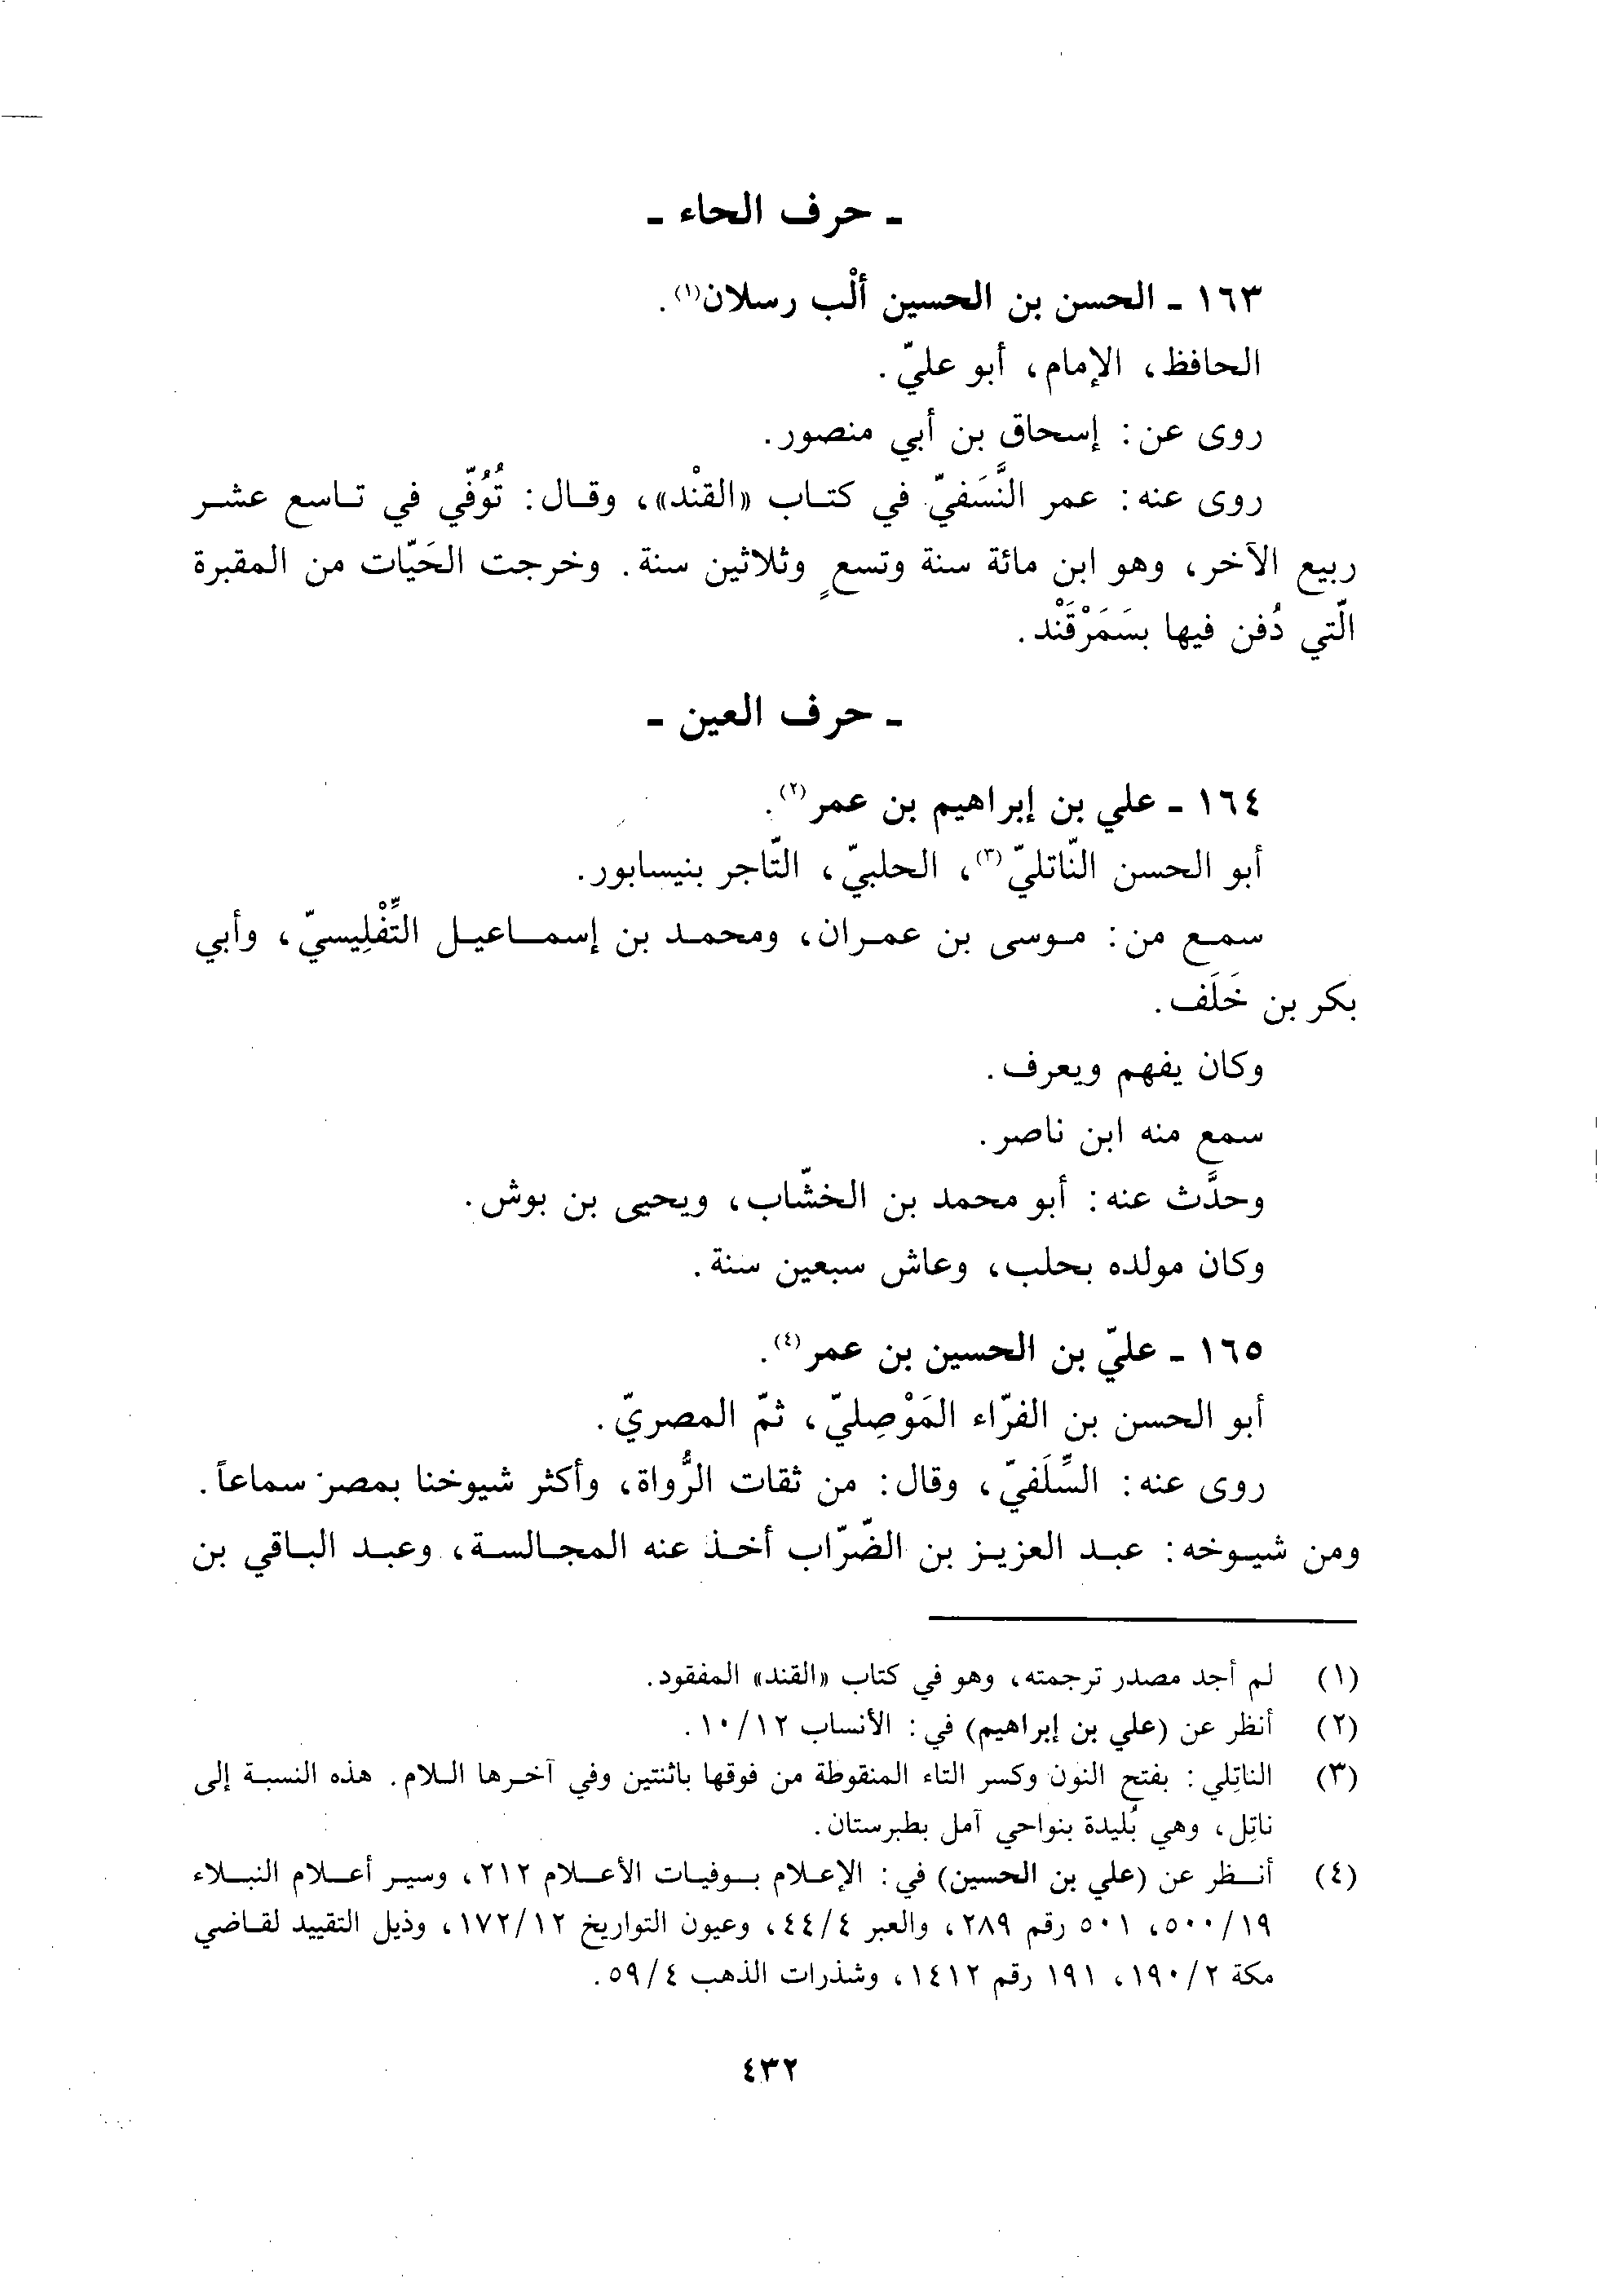 ـ حرف الحاء ـ
١٦٣ ـ الحسن بن الحسين ألْب رسلان(١).
الحافظ، الإمام، أبو عليّ.
روى عن: إسحاق بن أبي منصور.
روى عنه: عمر النَّسَفيّ في كتاب «القنْد»، وقال: تُوُفّي في تاسع عشر
ربيع الآخر، وهو ابن مائة سنة وتسعٍ وثلاثين سنة. وخرجت الحَيّات من المقبرة
الّتي دُفن فيها بسَمَرْقَنْد.
ـ حرف العين ـ
١٦٤ ـ علي بن إبراهيم بن عمر(٢).
أبو الحسن النّاتليّ(٣)، الحلبيّ، التّاجر بنيسابور.
سمع من: موسى بن عمران، ومحمد بن إسماعيل التِّفْلِيسيّ، وأبي
بكر بن خَلَف.
وكان يفهم ويعرف.
سمع منه ابن ناصر.
وحدَّث عنه: أبو محمد بن الخشّاب، ويحيى بن بوش.
وكان مولده بحلب، وعاش سبعين سنة.
١٦٥ ـ عليّ بن الحسين بن عمر(٤).
أبو الحسن بن الفرّاء المَوْصِليّ، ثمّ المصريّ.
روى عنه: السِّلَفيّ، وقال: من ثقات الرُّواة، وأكثر شيوخنا بمصر سماعاً.
ومن شيوخه: عبد العزيز بن الضّرّاب أخذ عنه المجالسة، وعبد الباقي بن
(١) لم أجد مصدر ترجمته، وهو في كتاب «القند» المفقود.
(٢) أنظر عن (علي بن إبراهيم) في: الأنساب ١٠/١٢.
(٣) الناتِلي: بفتح النون وكسر التاء المنقوطة من فوقها باثنتين وفي آخرها اللام. هذه النسبة إلى
ناتِل، وهي بُليدة بنواحي آمل بطبرستان.
(٤) أنظر عن (علي بن الحسين) في: الإعلام بوفيات الأعلام ٢١٢، وسير أعلام النبلاء
١٩/٥٠٠، ٥٠١ رقم ٢٨٩، والعبر ٤/٤٤، وعيون التواريخ ١٢/١٧٢، وذيل التقييد لقاضي
مكة ٢/١٩٠، ١٩١ رقم ١٤١٢، وشذرات الذهب ٤/٥٩.
٤٣٢